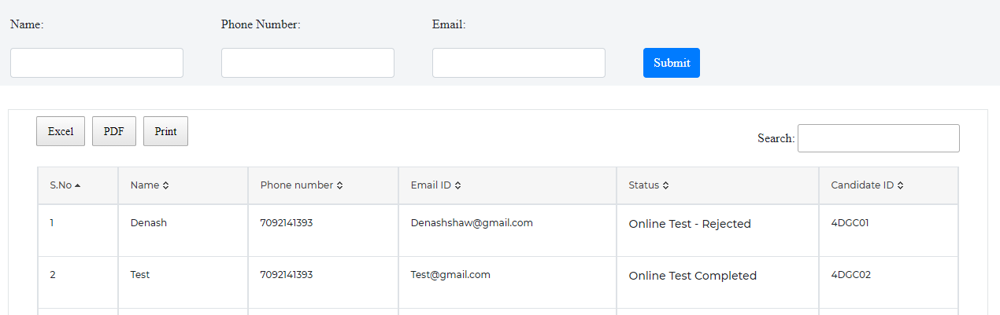 Name: Phone Number: Email:
Submit
Excel PDF Print Search:
S.No Name Phone number Email ID Status Candidate ID
1 Denash 7092141393 Denashshaw@gmail.com Online Test - Rejected 4DGC01
2 Test 7092141393 Test@gmail.com Online Test Completed 4DGC02